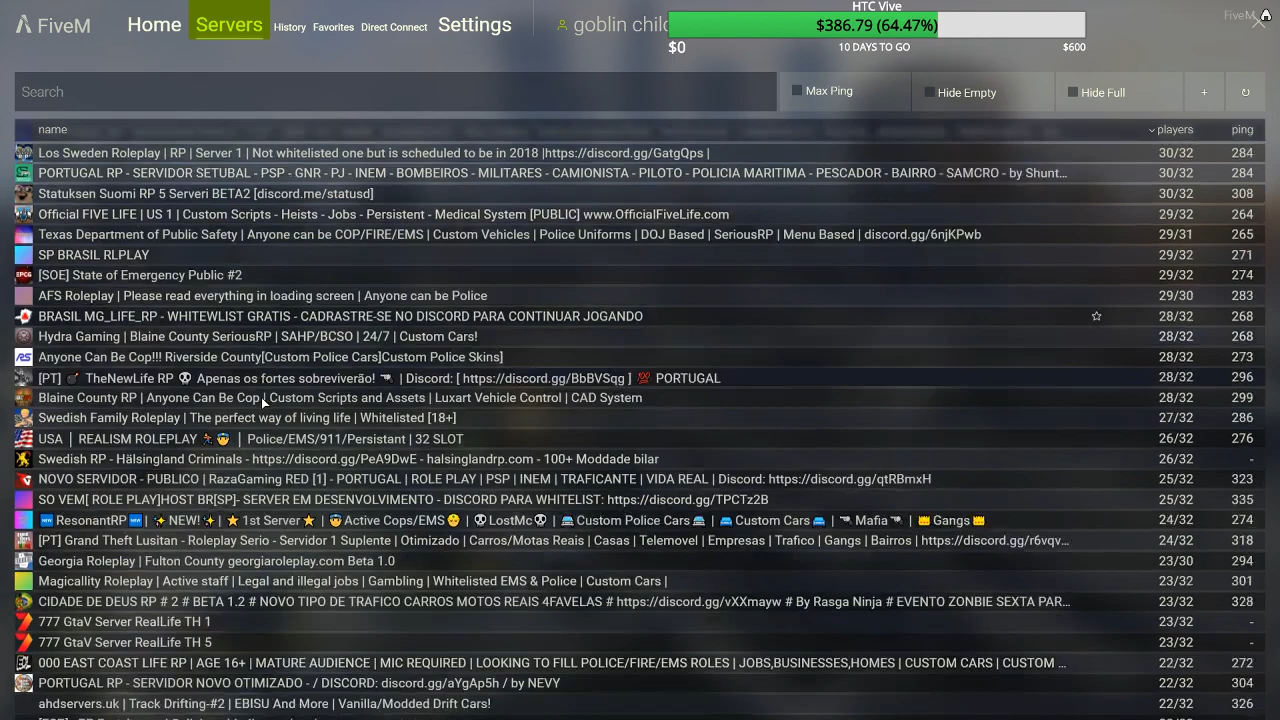 FiveM Home Servers History Favorites Direct Connect Settings goblin chilc
HTC Vive
$386.79 (64.47%)
$0 10 DAYS TO GO $600
FiveM
Search Max Ping Hide Empty Hide Full + ↻
name players ping
Los Sweden Roleplay | RP | Server 1 | Not whitelisted one but is scheduled to be in 2018 |https://discord.gg/GatgQps | 30/32 284
PORTUGAL RP - SERVIDOR SETUBAL - PSP - GNR - PJ - INEM - BOMBEIROS - MILITARES - CAMIONISTA - PILOTO - POLICIA MARITIMA - PESCADOR - BAIRRO - SAMCRO - by Shunt... 30/32 284
Statuksen Suomi RP 5 Serveri BETA2 [discord.me/statusd] 30/32 308
Official FIVE LIFE | US 1 | Custom Scripts - Heists - Jobs - Persistent - Medical System [PUBLIC] www.OfficialFiveLife.com 29/32 264
Texas Department of Public Safety | Anyone can be COP/FIRE/EMS | Custom Vehicles | Police Uniforms | DOJ Based | SeriousRP | Menu Based | discord.gg/6njKPwb 29/31 265
SP BRASIL RLPLAY 29/32 271
EPCG [SOE] State of Emergency Public #2 29/32 274
AFS Roleplay | Please read everything in loading screen | Anyone can be Police 29/30 283
BRASIL MG_LIFE_RP - WHITEWLIST GRATIS - CADRASTRE-SE NO DISCORD PARA CONTINUAR JOGANDO ☆ 28/32 268
Hydra Gaming | Blaine County SeriousRP | SAHP/BCSO | 24/7 | Custom Cars! 28/32 268
RS Anyone Can Be Cop!!! Riverside County[Custom Police Cars]Custom Police Skins] 28/32 273
[PT] 💣 TheNewLife RP 💀 Apenas os fortes sobreviverão! 🔫 | Discord: [ https://discord.gg/BbBVSqg ] 💯 PORTUGAL 28/32 296
Blaine County RP | Anyone Can Be Cop | Custom Scripts and Assets | Luxart Vehicle Control | CAD System 28/32 299
Swedish Family Roleplay | The perfect way of living life | Whitelisted [18+] 27/32 286
USA | REALISM ROLEPLAY 🏃👮 | Police/EMS/911/Persistant | 32 SLOT 26/32 276
Swedish RP - Hälsingland Criminals - https://discord.gg/PeA9DwE - halsinglandrp.com - 100+ Moddade bilar 26/32 -
NOVO SERVIDOR - PUBLICO | RazaGaming RED [1] - PORTUGAL | ROLE PLAY | PSP | INEM | TRAFICANTE | VIDA REAL | Discord: https://discord.gg/qtRBmxH 25/32 323
SO VEM[ ROLE PLAY]HOST BR[SP]- SERVER EM DESENVOLVIMENTO - DISCORD PARA WHITELIST: https://discord.gg/TPCTz2B 25/32 335
🆕 ResonantRP🆕 | ✨NEW!✨ | ⭐ 1st Server⭐ | 👮Active Cops/EMS 😷 | 💀LostMc💀 | 🚔Custom Police Cars🚔 | 🚘Custom Cars🚘 | 🔫Mafia🔫 | 👑Gangs👑 24/32 274
[PT] Grand Theft Lusitan - Roleplay Serio - Servidor 1 Suplente | Otimizado | Carros/Motas Reais | Casas | Telemovel | Empresas | Trafico | Gangs | Bairros | https://discord.gg/r6vqv... 24/32 318
Georgia Roleplay | Fulton County georgiaroleplay.com Beta 1.0 23/30 294
Magicallity Roleplay | Active staff | Legal and illegal jobs | Gambling | Whitelisted EMS & Police | Custom Cars | 23/32 301
CIDADE DE DEUS RP # 2 # BETA 1.2 # NOVO TIPO DE TRAFICO CARROS MOTOS REAIS 4FAVELAS # https://discord.gg/vXXmayw # By Rasga Ninja # EVENTO ZONBIE SEXTA PAR... 23/32 328
777 GtaV Server RealLife TH 1 23/32 -
777 GtaV Server RealLife TH 5 23/32 -
000 EAST COAST LIFE RP | AGE 16+ | MATURE AUDIENCE | MIC REQUIRED | LOOKING TO FILL POLICE/FIRE/EMS ROLES | JOBS,BUSINESSES,HOMES | CUSTOM CARS | CUSTOM ... 22/32 272
PORTUGAL RP - SERVIDOR NOVO OTIMIZADO - / DISCORD: discord.gg/aYgAp5h / by NEVY 22/32 304
ahdservers.uk | Track Drifting-#2 | EBISU And More | Vanilla/Modded Drift Cars! 22/32 326